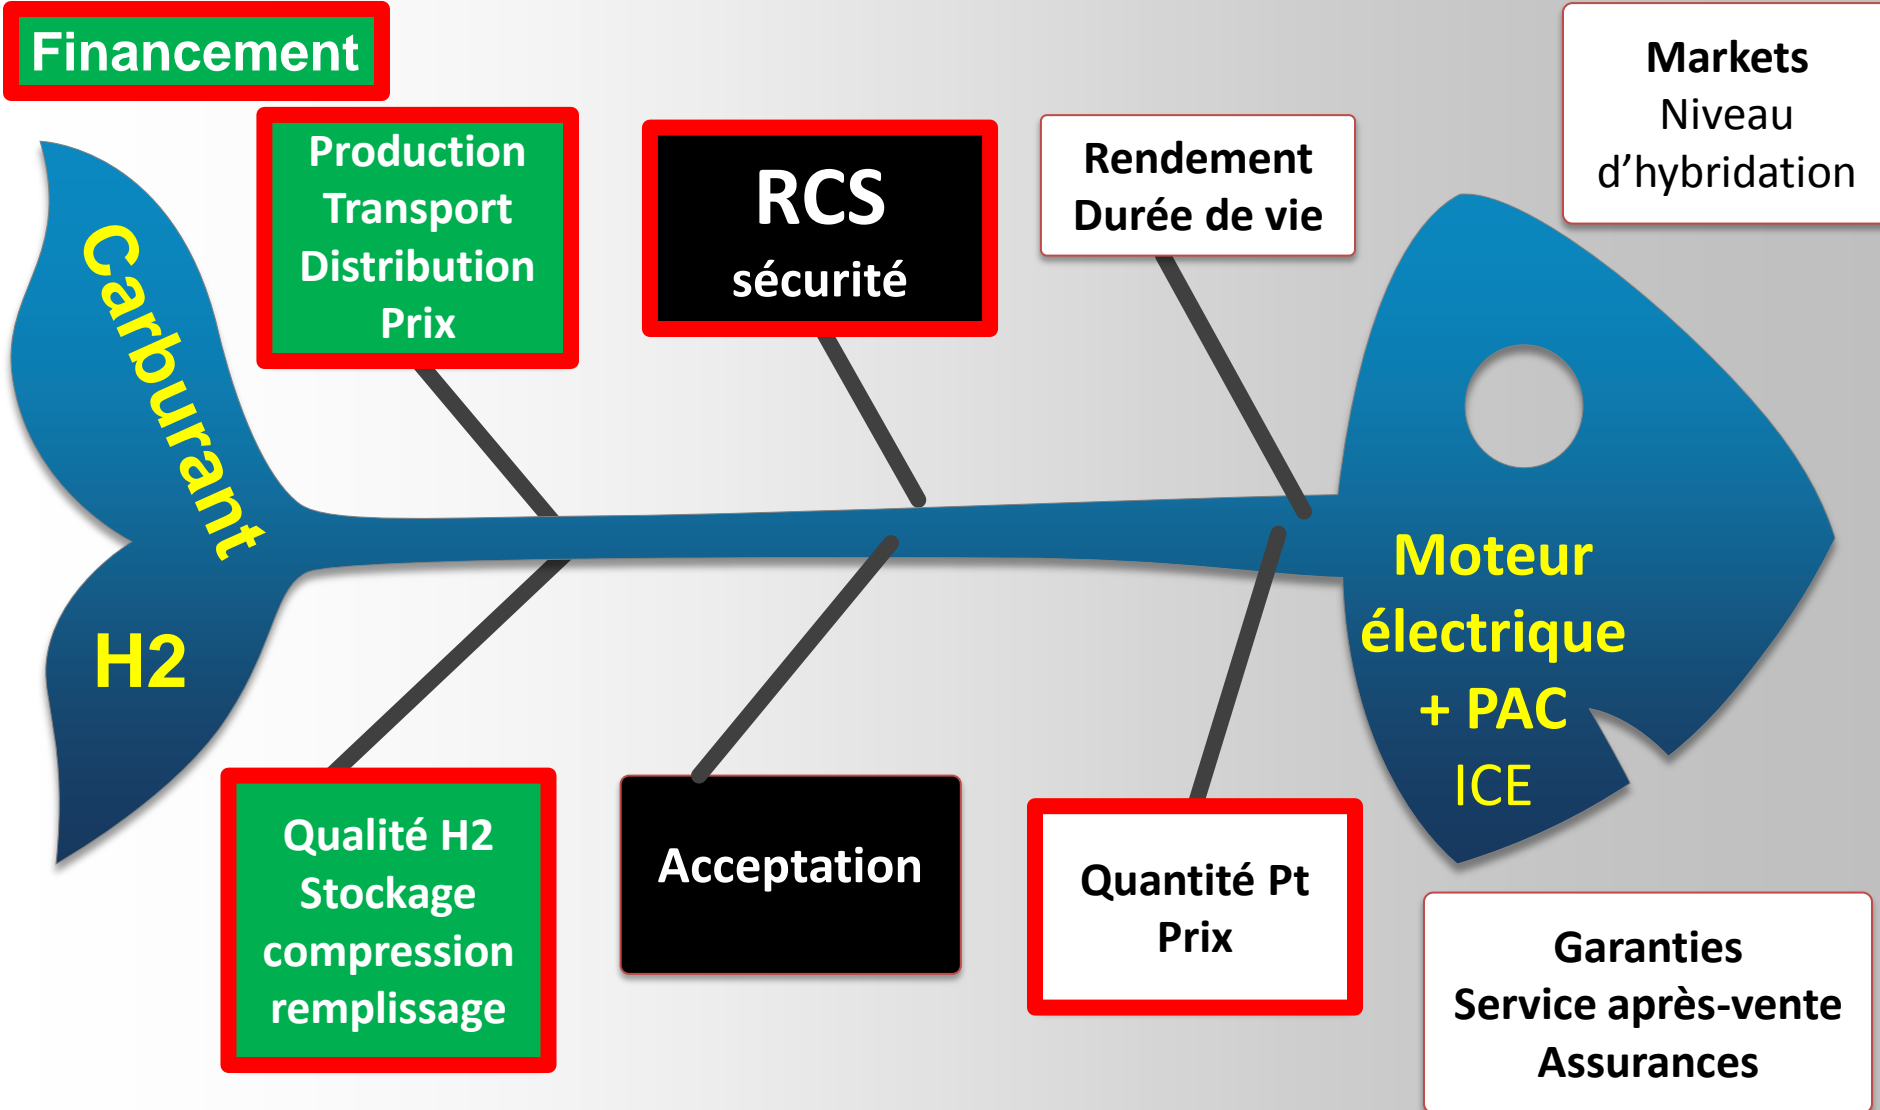 Financement
Markets
Niveau
d’hybridation
Production
Transport
Distribution
Prix
RCS
sécurité
Rendement
Durée de vie
Carburant
H2
Moteur
électrique
+ PAC
ICE
Qualité H2
Stockage
compression
remplissage
Acceptation
Quantité Pt
Prix
Garanties
Service après-vente
Assurances